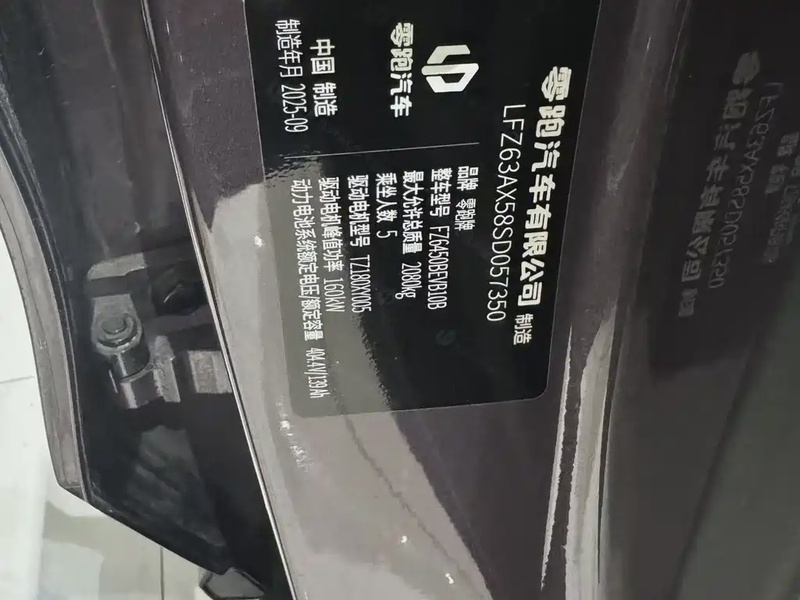 零跑汽车有限公司 制造
LFZ63AX58SD057350
零跑汽车
中国 制造
制造年月 2025-09
品牌 零跑牌
整车型号 FZ6450BEVB10B
最大允许总质量 2080kg
乘坐人数 5
驱动电机型号 TZ180XY005
驱动电机峰值功率 160kW
动力电池系统额定电压/额定容量 404.4V/139Ah